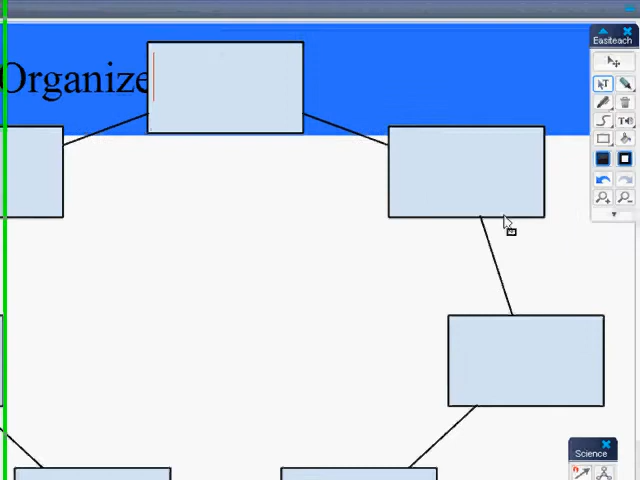 Organize
Easiteach
T
T
Science